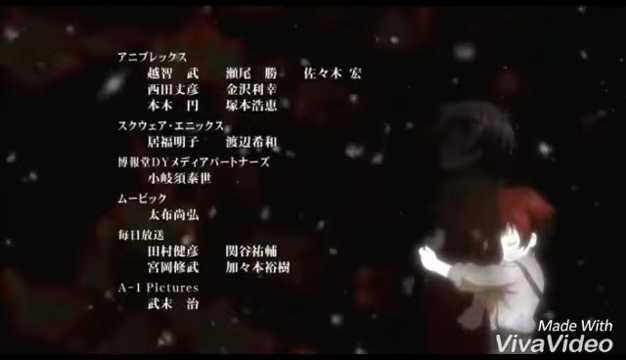 アニプレックス
越智 武 瀬尾 勝 佐々木 宏
西田丈彦 金沢利幸
本木 円 塚本浩恵
スクウェア・エニックス
居福明子 渡辺希和
博報堂DYメディアパートナーズ
小岐須泰世
ムービック
太布尚弘
毎日放送
田村健彦 関谷祐輔
宮岡修武 加々本裕樹
A-1 Pictures
武末 治
Made With
VivaVideo